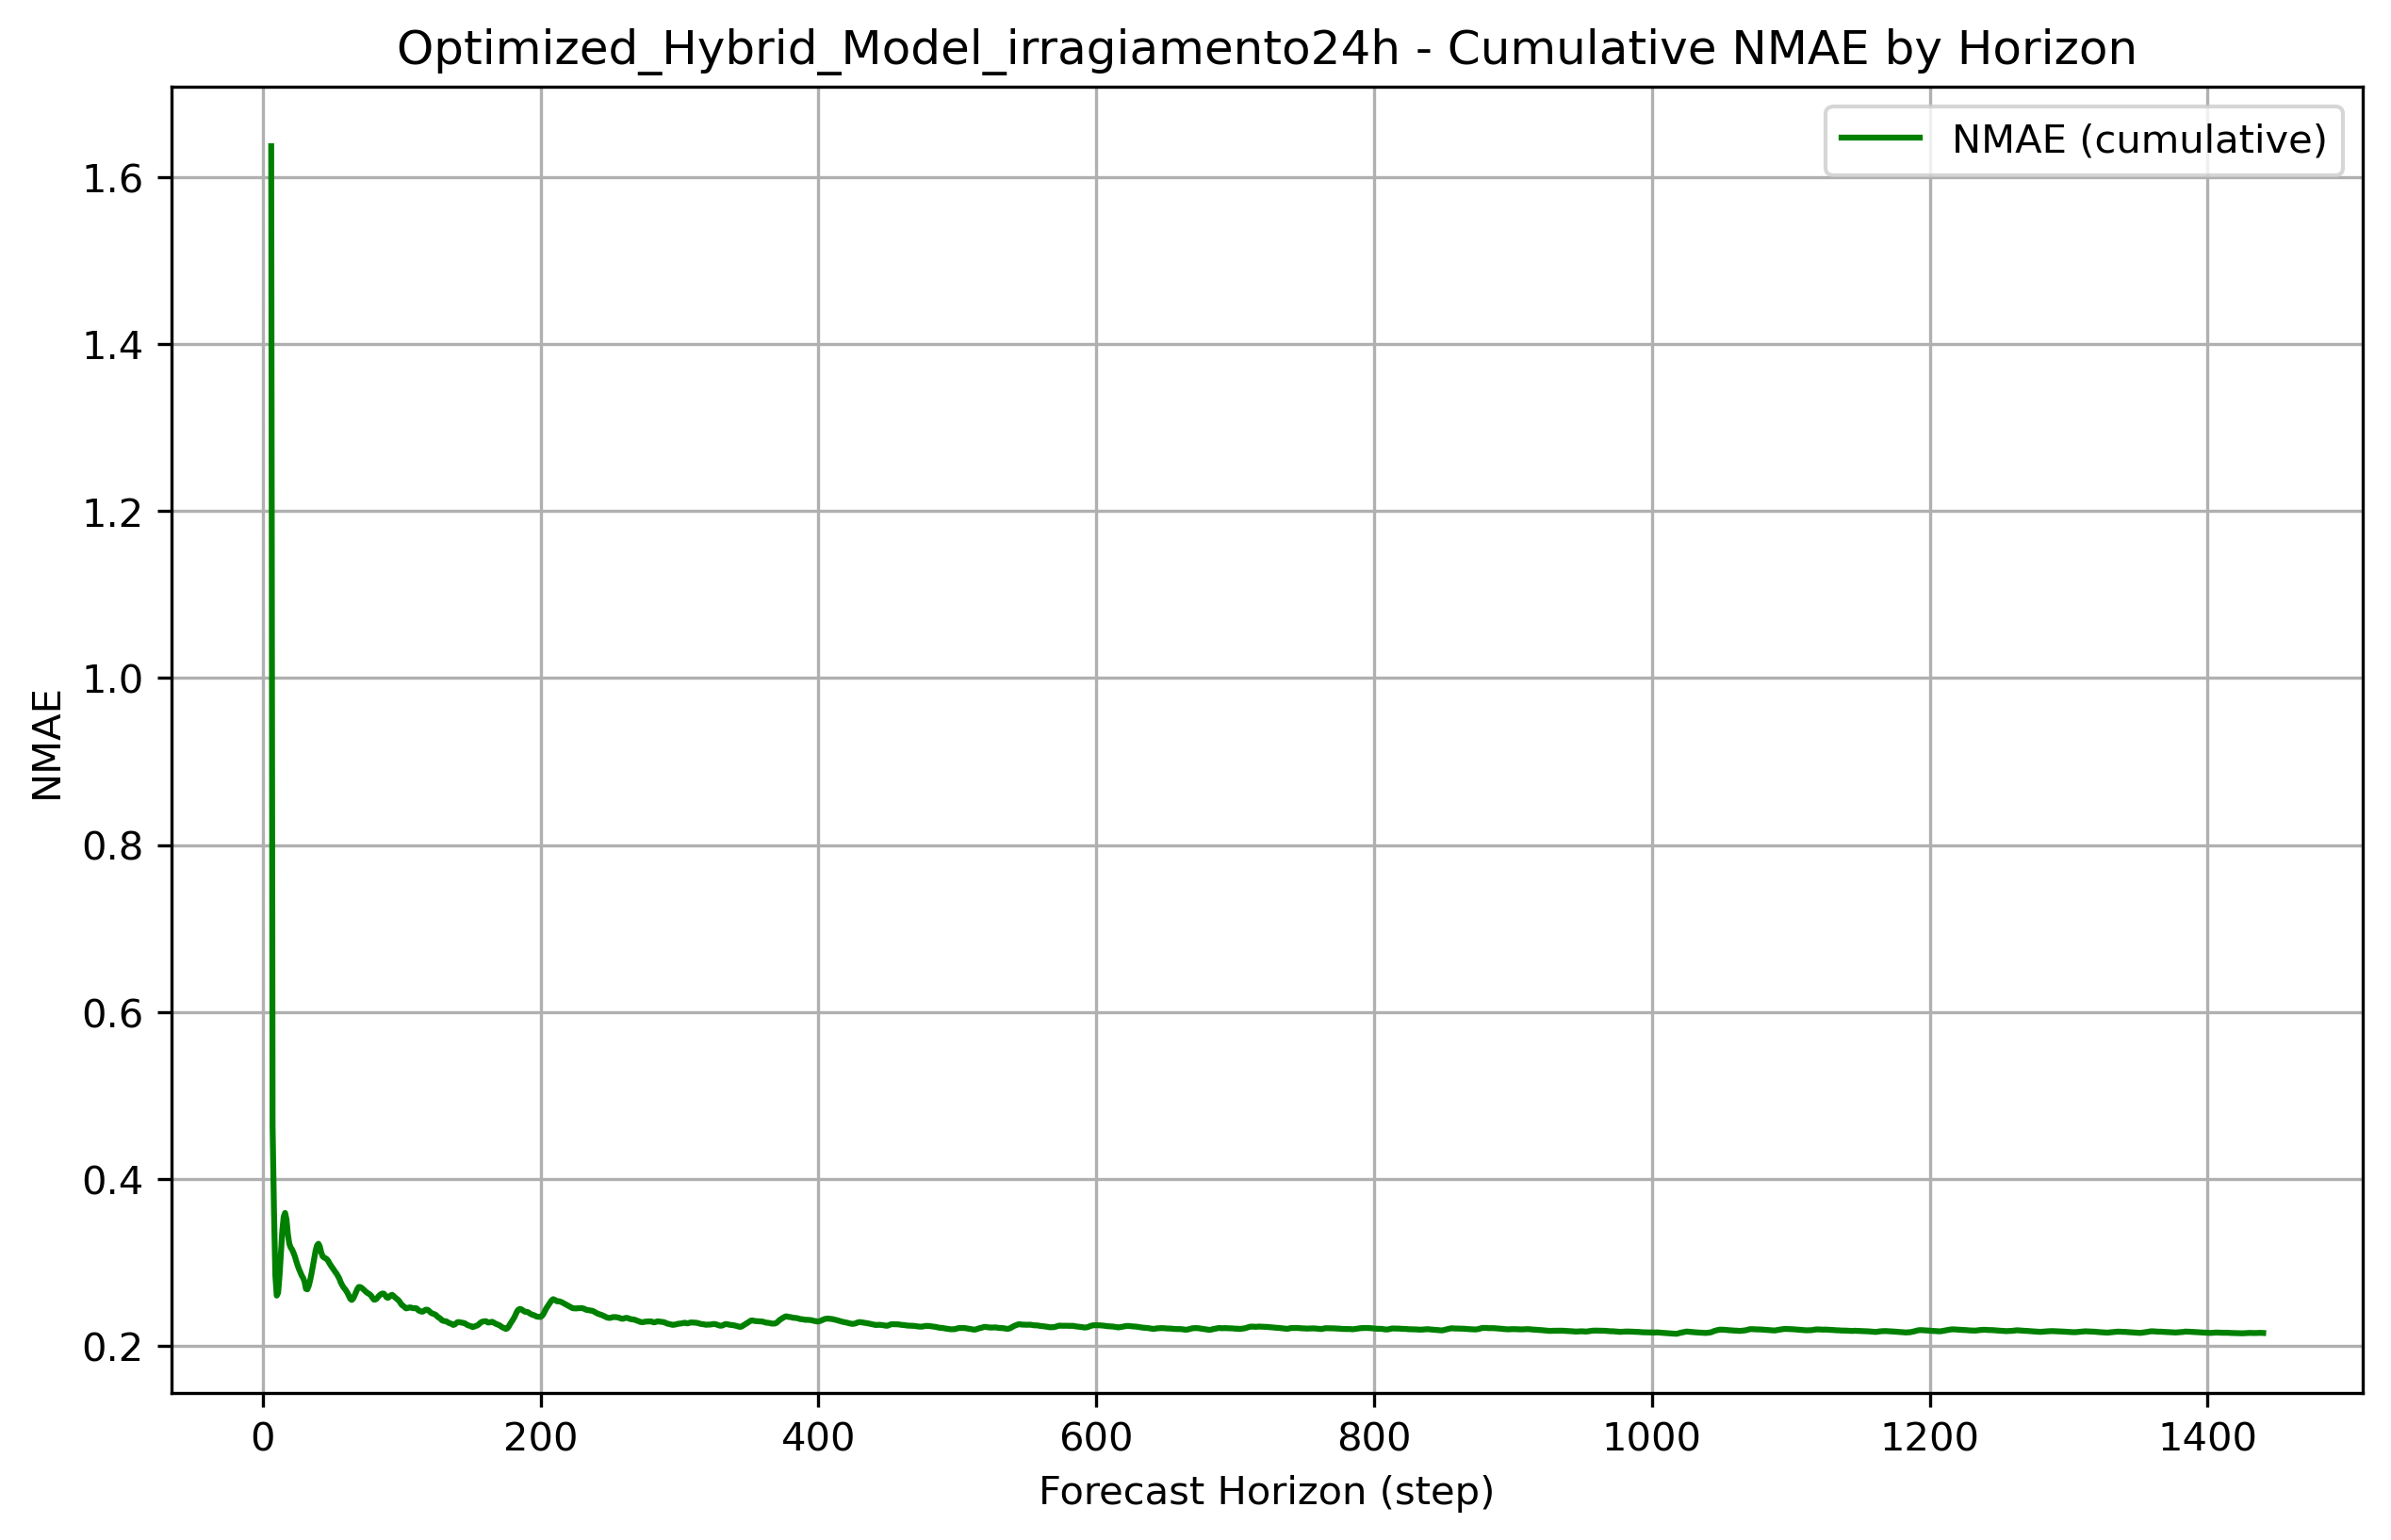 Optimized_Hybrid_Model_irragiamento24h - Cumulative NMAE by Horizon
NMAE (cumulative)
1.6
1.4
1.2
1.0
0.8
0.6
0.4
0.2
NMAE
0 200 400 600 800 1000 1200 1400
Forecast Horizon (step)